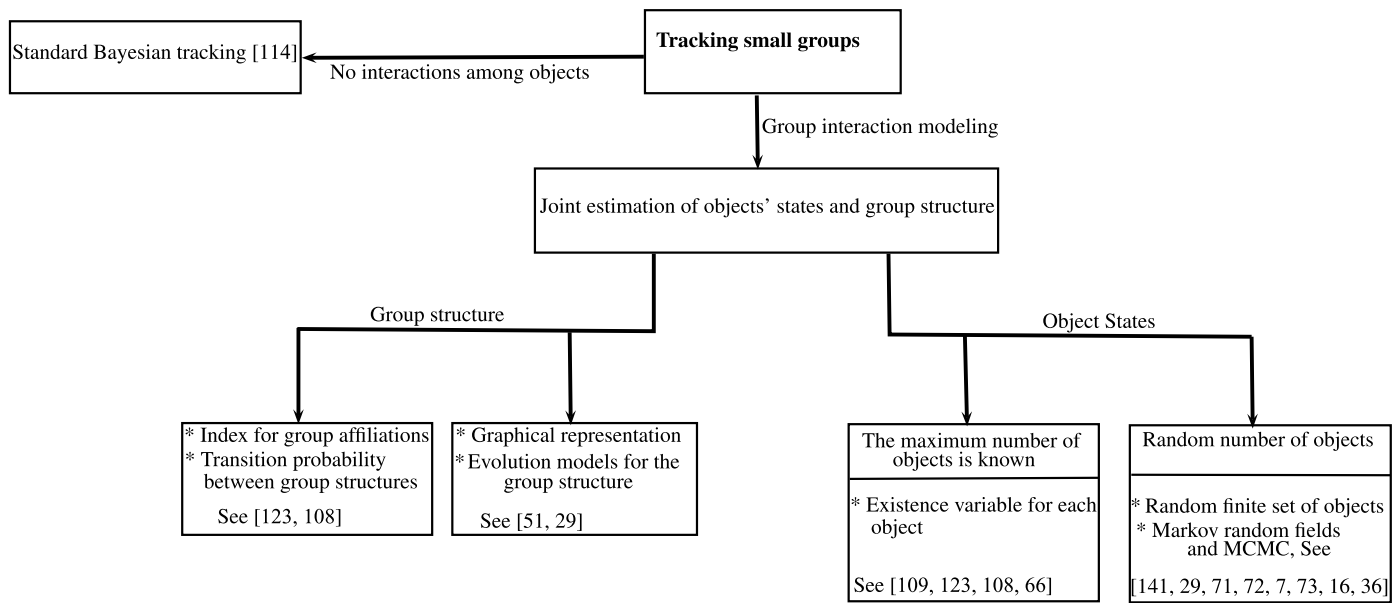 Tracking small groups
Standard Bayesian tracking [114]
No interactions among objects
Group interaction modeling
Joint estimation of objects’ states and group structure
Group structure
Object States
* Index for group affiliations
* Transition probability
between group structures
See [123, 108]
* Graphical representation
* Evolution models for the
group structure
See [51, 29]
The maximum number of
objects is known
* Existence variable for each
object
See [109, 123, 108, 66]
Random number of objects
* Random finite set of objects
* Markov random fields
and MCMC, See
[141, 29, 71, 72, 7, 73, 16, 36]